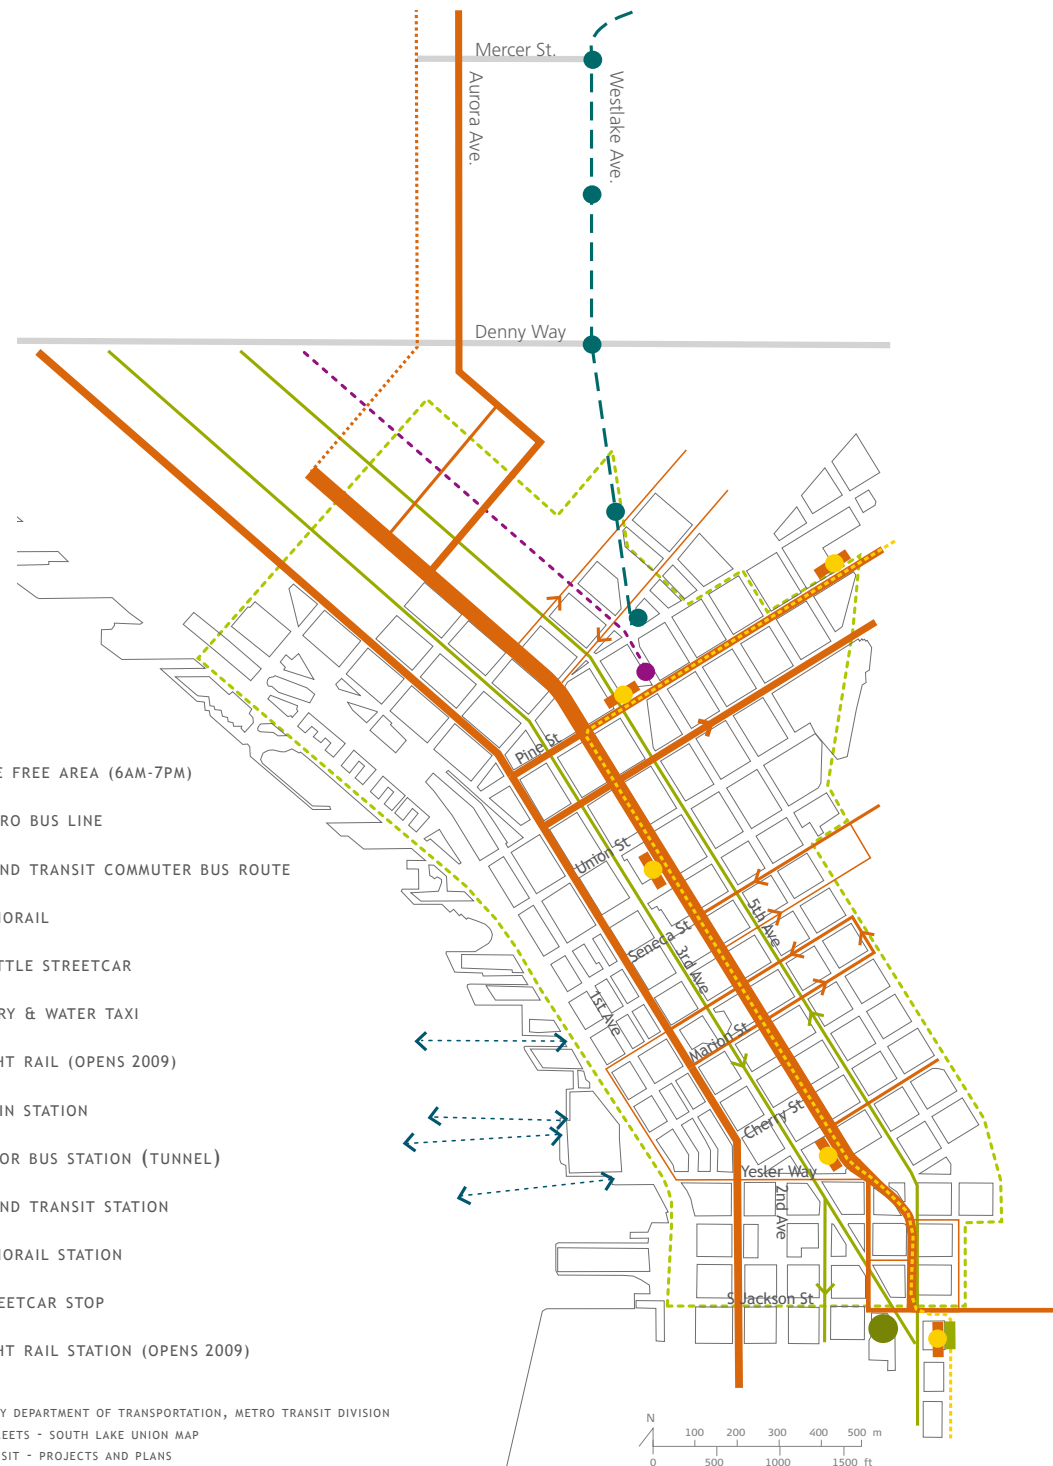 Mercer St.
Aurora Ave.
Westlake Ave.
Denny Way
Pine St
Union St
Seneca St
5th Ave
3rd Ave
1st Ave
Marion St
Cherry St
Yesler Way
2nd Ave
S Jackson St
E FREE AREA (6AM-7PM)
RO BUS LINE
ND TRANSIT COMMUTER BUS ROUTE
ORAIL
TTLE STREETCAR
RY & WATER TAXI
HT RAIL (OPENS 2009)
IN STATION
OR BUS STATION (TUNNEL)
ND TRANSIT STATION
ORAIL STATION
EETCAR STOP
HT RAIL STATION (OPENS 2009)
Y DEPARTMENT OF TRANSPORTATION, METRO TRANSIT DIVISION
EETS - SOUTH LAKE UNION MAP
SIT - PROJECTS AND PLANS
N
100 200 300 400 500 m
0 500 1000 1500 ft